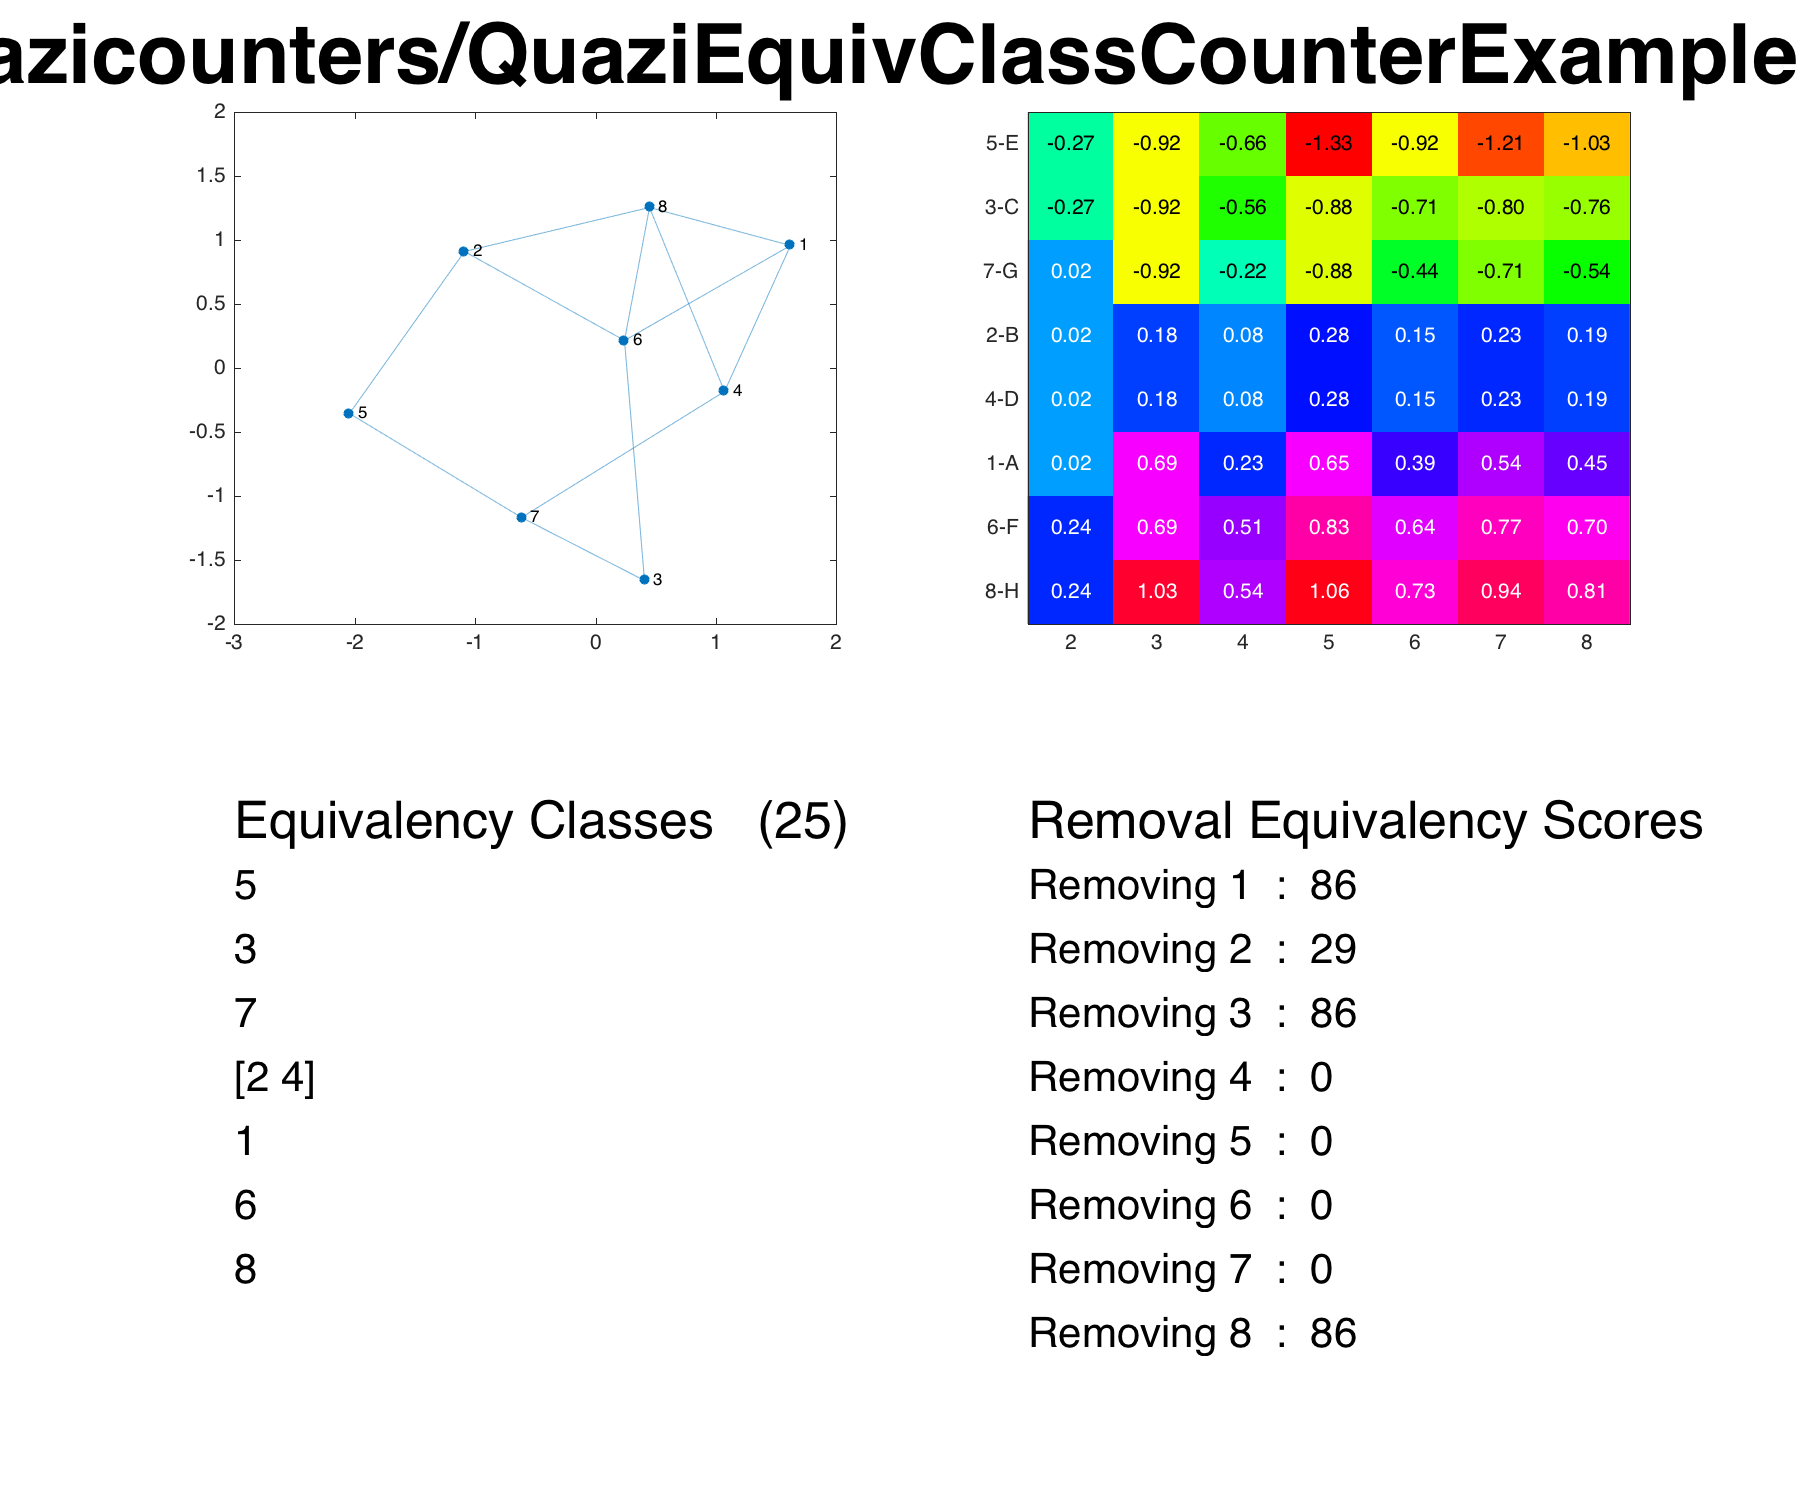 azicounters/QuaziEquivClassCounterExample
2
1.5
1
0.5
0
-0.5
-1
-1.5
-2
-3 -2 -1 0 1 2
8
1
2
6
4
5
7
3
5-E -0.27 -0.92 -0.66 -1.33 -0.92 -1.21 -1.03
3-C -0.27 -0.92 -0.56 -0.88 -0.71 -0.80 -0.76
7-G 0.02 -0.92 -0.22 -0.88 -0.44 -0.71 -0.54
2-B 0.02 0.18 0.08 0.28 0.15 0.23 0.19
4-D 0.02 0.18 0.08 0.28 0.15 0.23 0.19
1-A 0.02 0.69 0.23 0.65 0.39 0.54 0.45
6-F 0.24 0.69 0.51 0.83 0.64 0.77 0.70
8-H 0.24 1.03 0.54 1.06 0.73 0.94 0.81
2 3 4 5 6 7 8
Equivalency Classes (25)
5
3
7
[2 4]
1
6
8
Removal Equivalency Scores
Removing 1 : 86
Removing 2 : 29
Removing 3 : 86
Removing 4 : 0
Removing 5 : 0
Removing 6 : 0
Removing 7 : 0
Removing 8 : 86